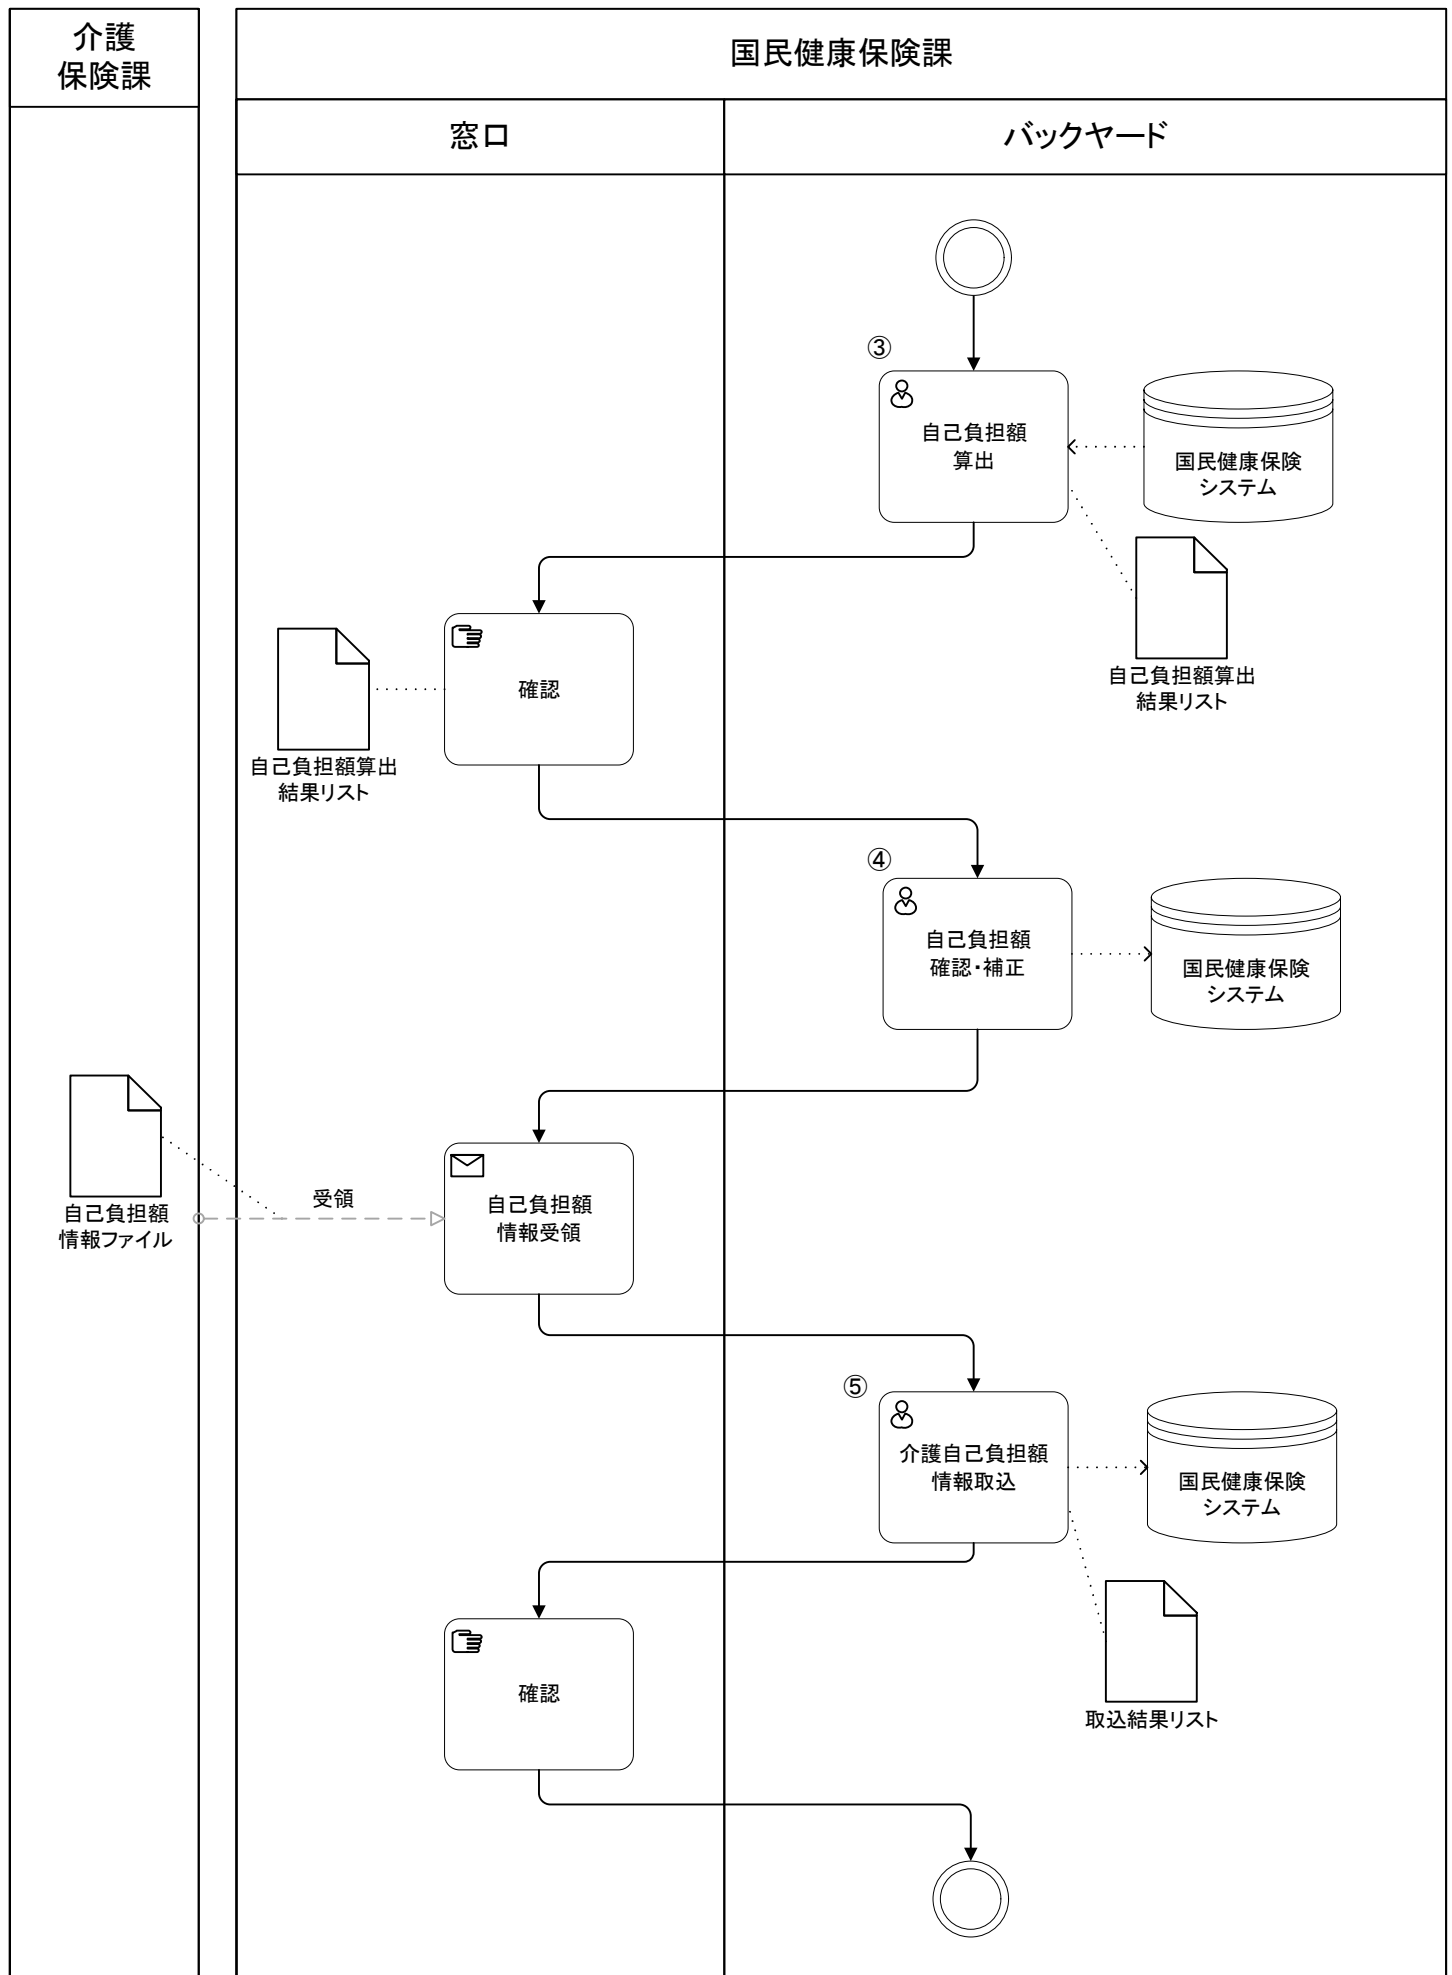 介護
保険課
国民健康保険課
窓口
バックヤード
③
自己負担額
算出
国民健康保険
システム
自己負担額算出
結果リスト
確認
自己負担額算出
結果リスト
④
自己負担額
確認・補正
国民健康保険
システム
自己負担額
情報ファイル
受領
自己負担額
情報受領
⑤
介護自己負担額
情報取込
国民健康保険
システム
取込結果リスト
確認